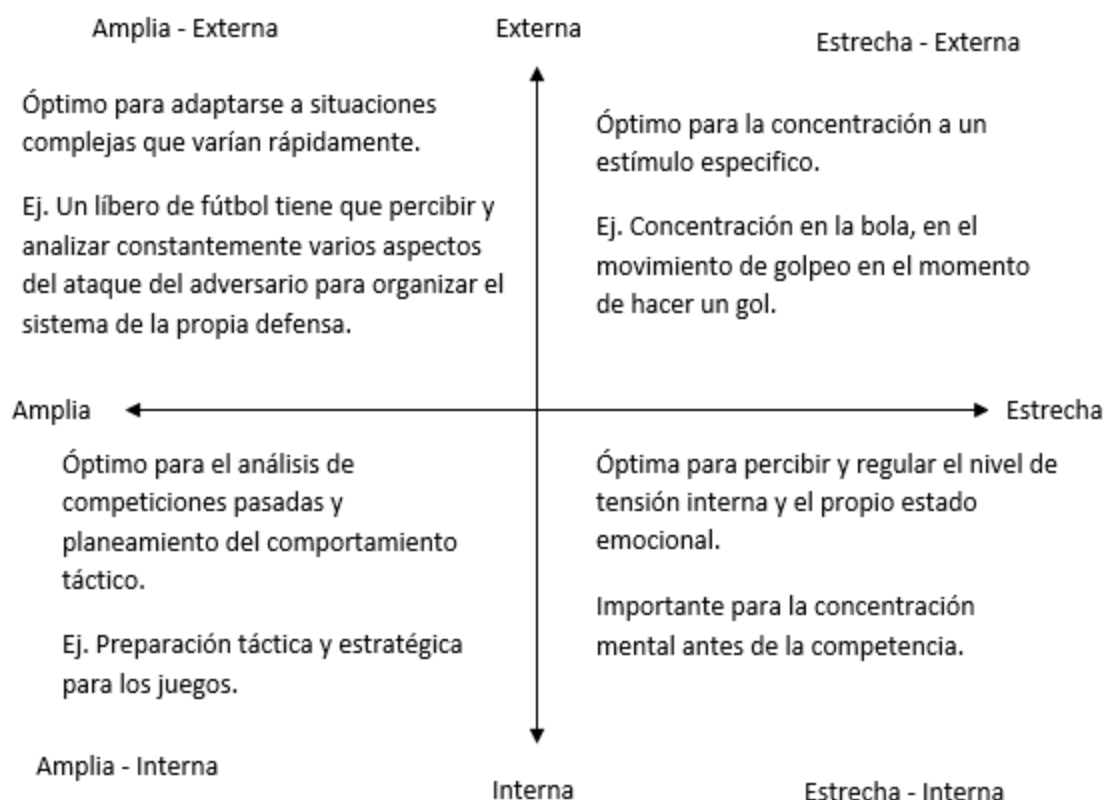 Amplia - Externa
Externa
Estrecha - Externa
Óptimo para adaptarse a situaciones
complejas que varían rápidamente.
Ej. Un líbero de fútbol tiene que percibir y
analizar constantemente varios aspectos
del ataque del adversario para organizar el
sistema de la propia defensa.
Óptimo para la concentración a un
estímulo especifico.
Ej. Concentración en la bola, en el
movimiento de golpeo en el momento
de hacer un gol.
Amplia
Estrecha
Óptimo para el análisis de
competiciones pasadas y
planeamiento del comportamiento
táctico.
Ej. Preparación táctica y estratégica
para los juegos.
Óptima para percibir y regular el nivel de
tensión interna y el propio estado
emocional.
Importante para la concentración
mental antes de la competencia.
Amplia - Interna
Interna
Estrecha - Interna